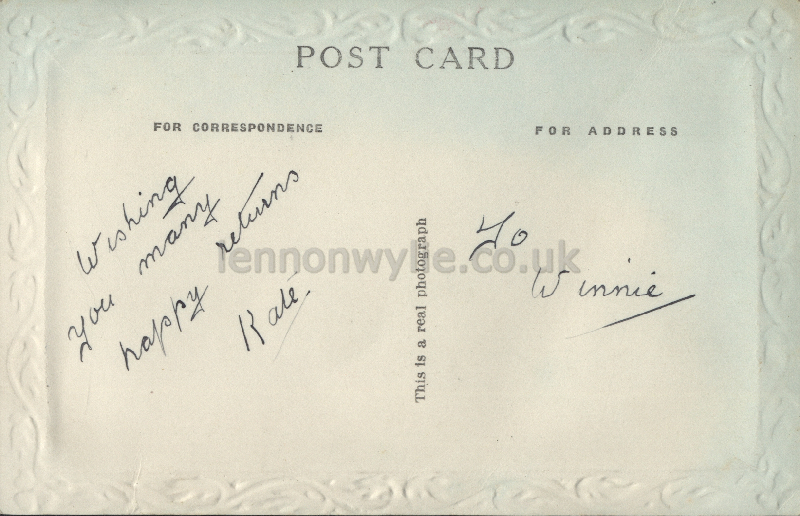 POST CARD
FOR CORRESPONDENCE
FOR ADDRESS
Wishing
you many
happy returns
Kate.
This is a real photograph
To
Winnie
lennonwylie.co.uk